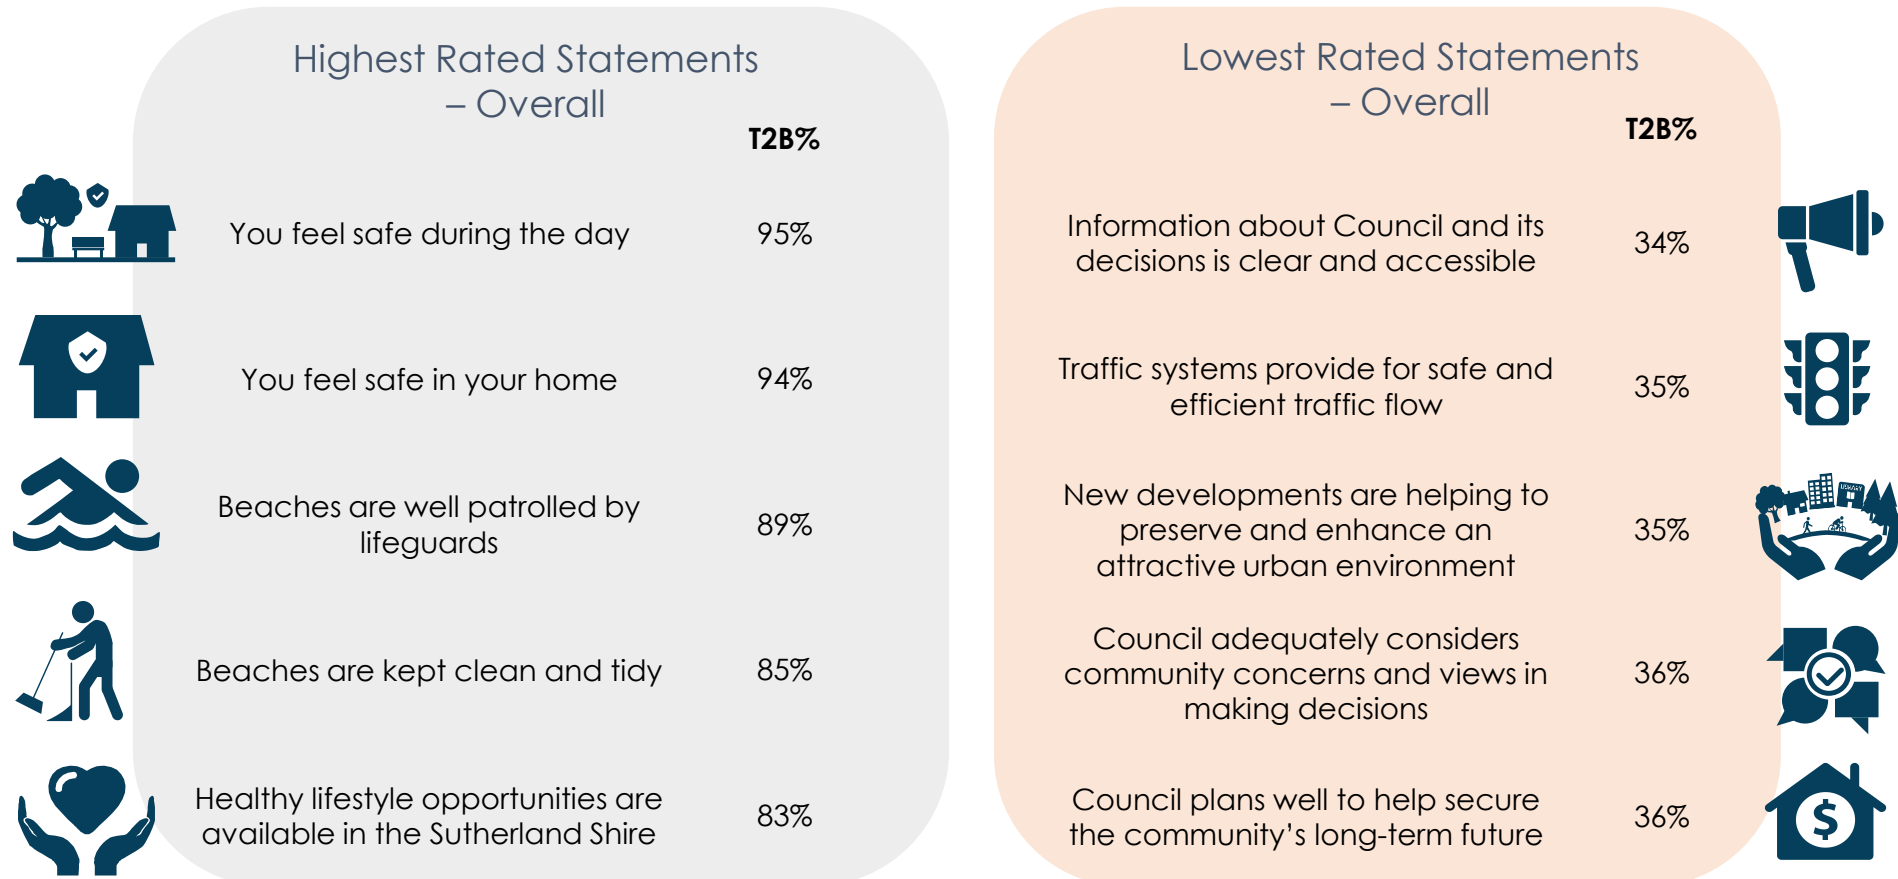 Highest Rated Statements
– Overall
T2B%
You feel safe during the day
95%
You feel safe in your home
94%
Beaches are well patrolled by
lifeguards
89%
Beaches are kept clean and tidy
85%
Healthy lifestyle opportunities are
available in the Sutherland Shire
83%
Lowest Rated Statements
– Overall
T2B%
Information about Council and its
decisions is clear and accessible
34%
Traffic systems provide for safe and
efficient traffic flow
35%
New developments are helping to
preserve and enhance an
attractive urban environment
35%
LIBRARY
Council adequately considers
community concerns and views in
making decisions
36%
Council plans well to help secure
the community’s long-term future
36%
$